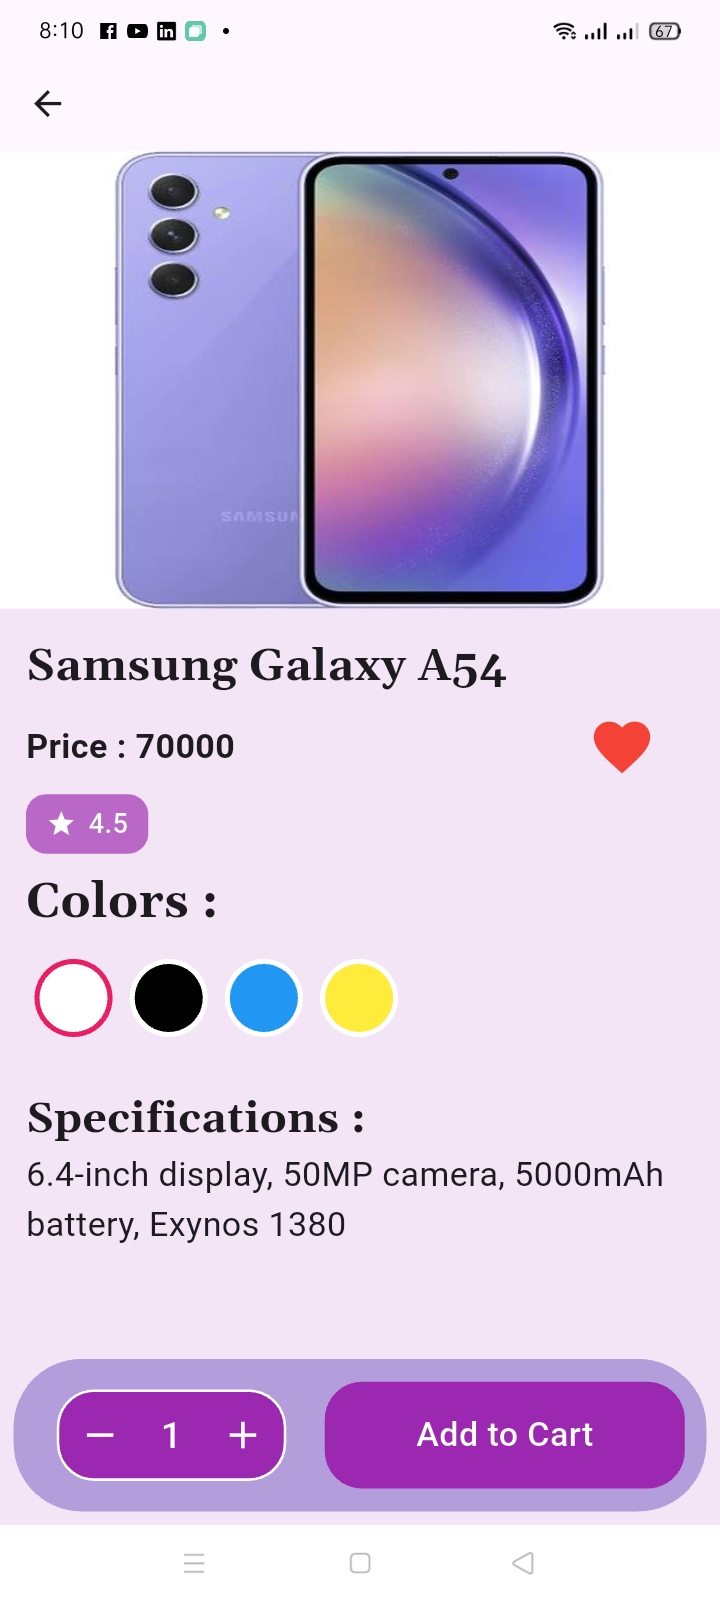 8:10
67
SAMSUN
Samsung Galaxy A54
Price : 70000
4.5
Colors :
Specifications :
6.4-inch display, 50MP camera, 5000mAh
battery, Exynos 1380
1
Add to Cart